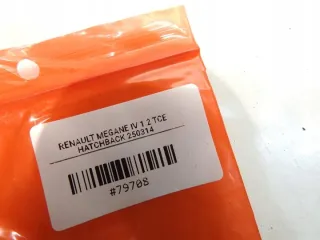 RENAULT MEGANE IV 1.2 TCE
HATCHBACK 250314
#79708